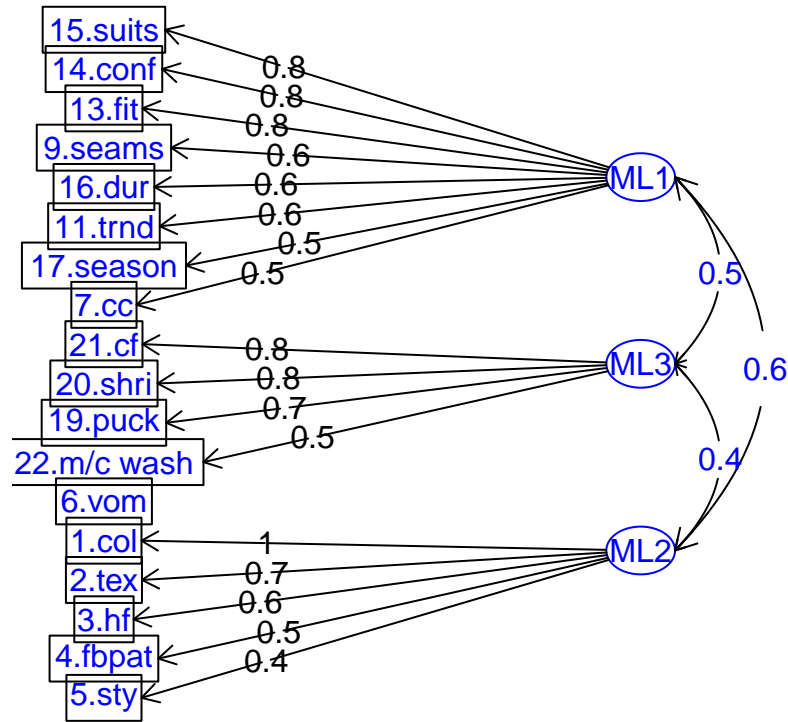 15.suits
14.conf
13.fit
9.seams
16.dur
11.trnd
17.season
7.cc
21.cf
20.shri
19.puck
22.m/c wash
6.vom
1.col
2.tex
3.hf
4.fbpat
5.sty
0.8
0.8
0.8
0.6
0.6
0.6
0.5
0.5
0.8
0.8
0.7
0.5
1
0.7
0.6
0.5
0.4
ML1
ML3
ML2
0.5
0.6
0.4